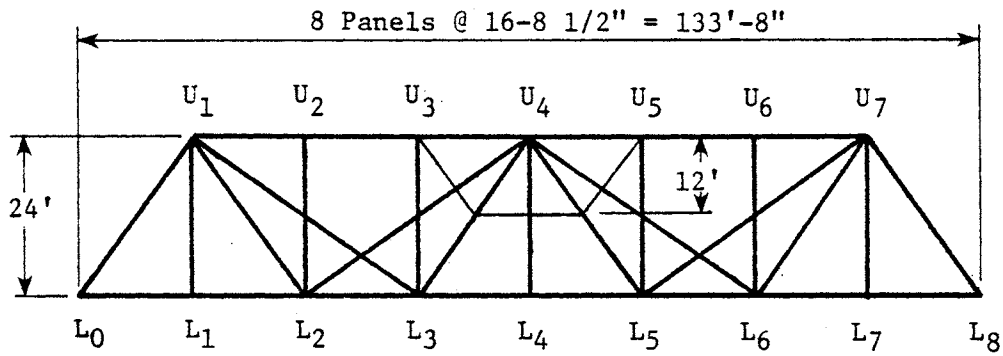 8 Panels @ 16-8 1/2" = 133'-8"
U1 U2 U3 U4 U5 U6 U7
24'
12'
L0 L1 L2 L3 L4 L5 L6 L7 L8